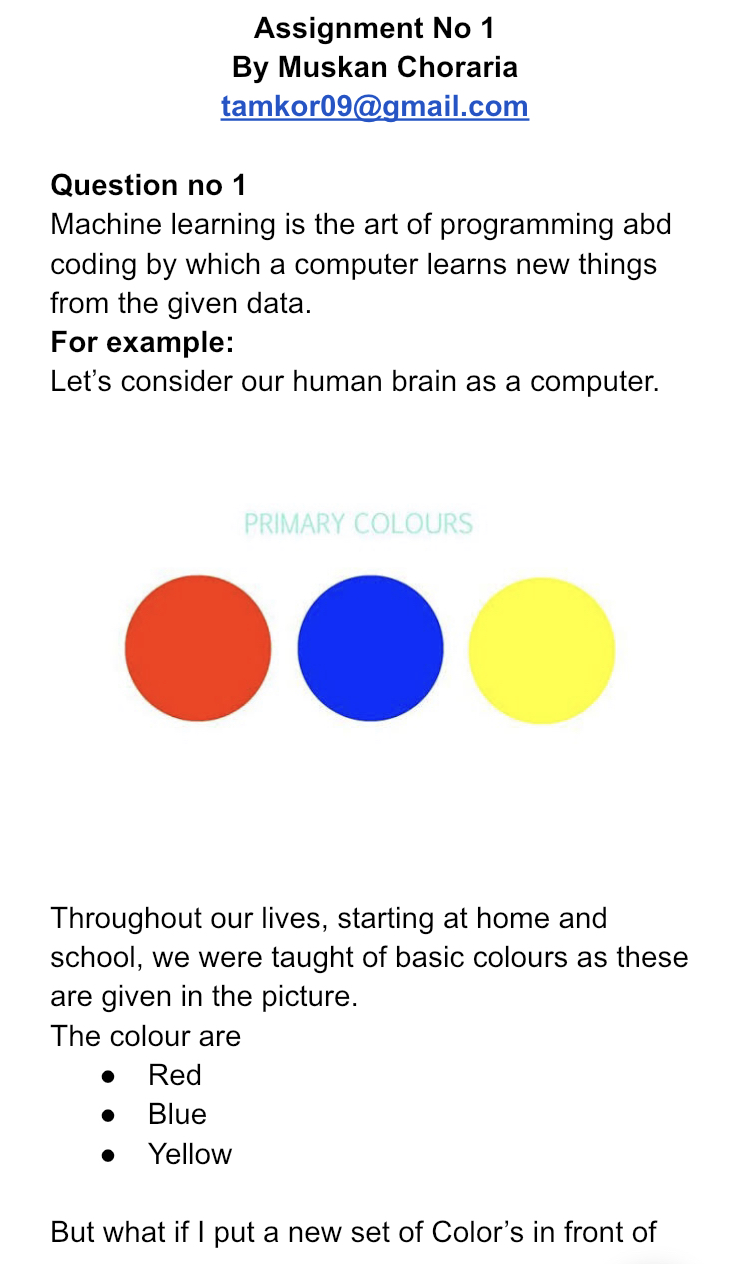 Assignment No 1
By Muskan Choraria
tamkor09@gmail.com
Question no 1
Machine learning is the art of programming abd
coding by which a computer learns new things
from the given data.
For example:
Let’s consider our human brain as a computer.
PRIMARY COLOURS
Throughout our lives, starting at home and
school, we were taught of basic colours as these
are given in the picture.
The colour are
● Red
● Blue
● Yellow
But what if I put a new set of Color’s in front of